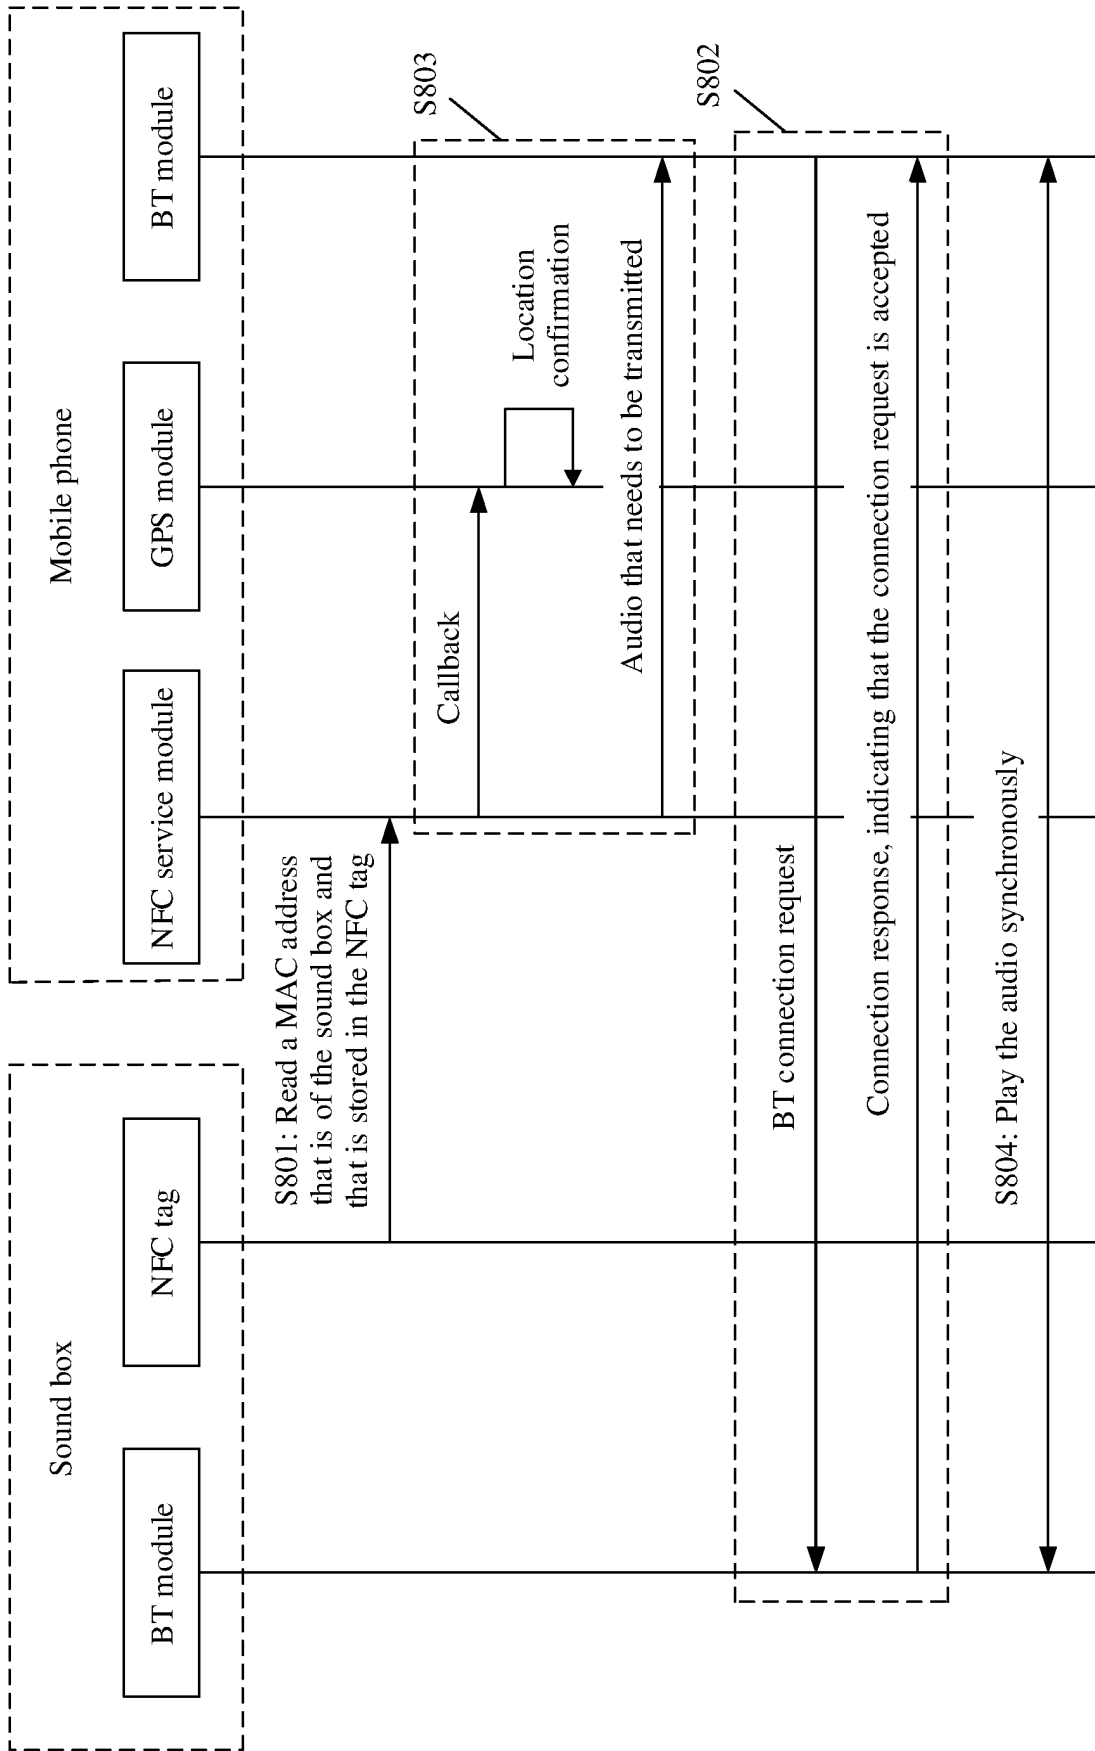 Sound box
Mobile phone
BT module
NFC tag
NFC service module
GPS module
BT module
S801: Read a MAC address
that is of the sound box and
that is stored in the NFC tag
S803
Callback
Location
confirmation
Audio that needs to be transmitted
S802
BT connection request
Connection response, indicating that the connection request is accepted
S804: Play the audio synchronously